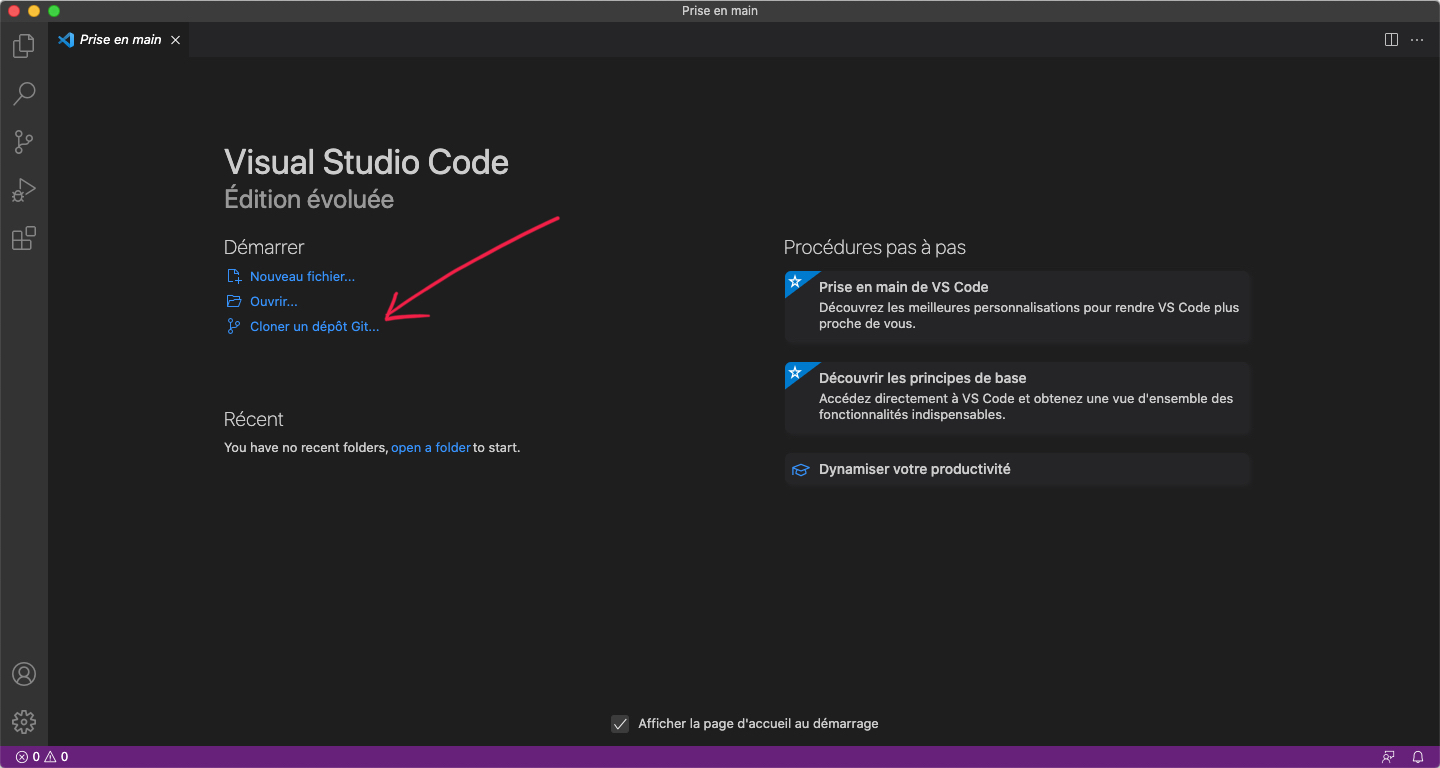 Prise en main
Prise en main
Visual Studio Code
Édition évoluée
Démarrer
Nouveau fichier...
Ouvrir...
Cloner un dépôt Git...
Récent
You have no recent folders, open a folder to start.
Procédures pas à pas
Prise en main de VS Code
Découvrez les meilleures personnalisations pour rendre VS Code plus
proche de vous.
Découvrir les principes de base
Accédez directement à VS Code et obtenez une vue d'ensemble des
fonctionnalités indispensables.
Dynamiser votre productivité
Afficher la page d'accueil au démarrage
0 0